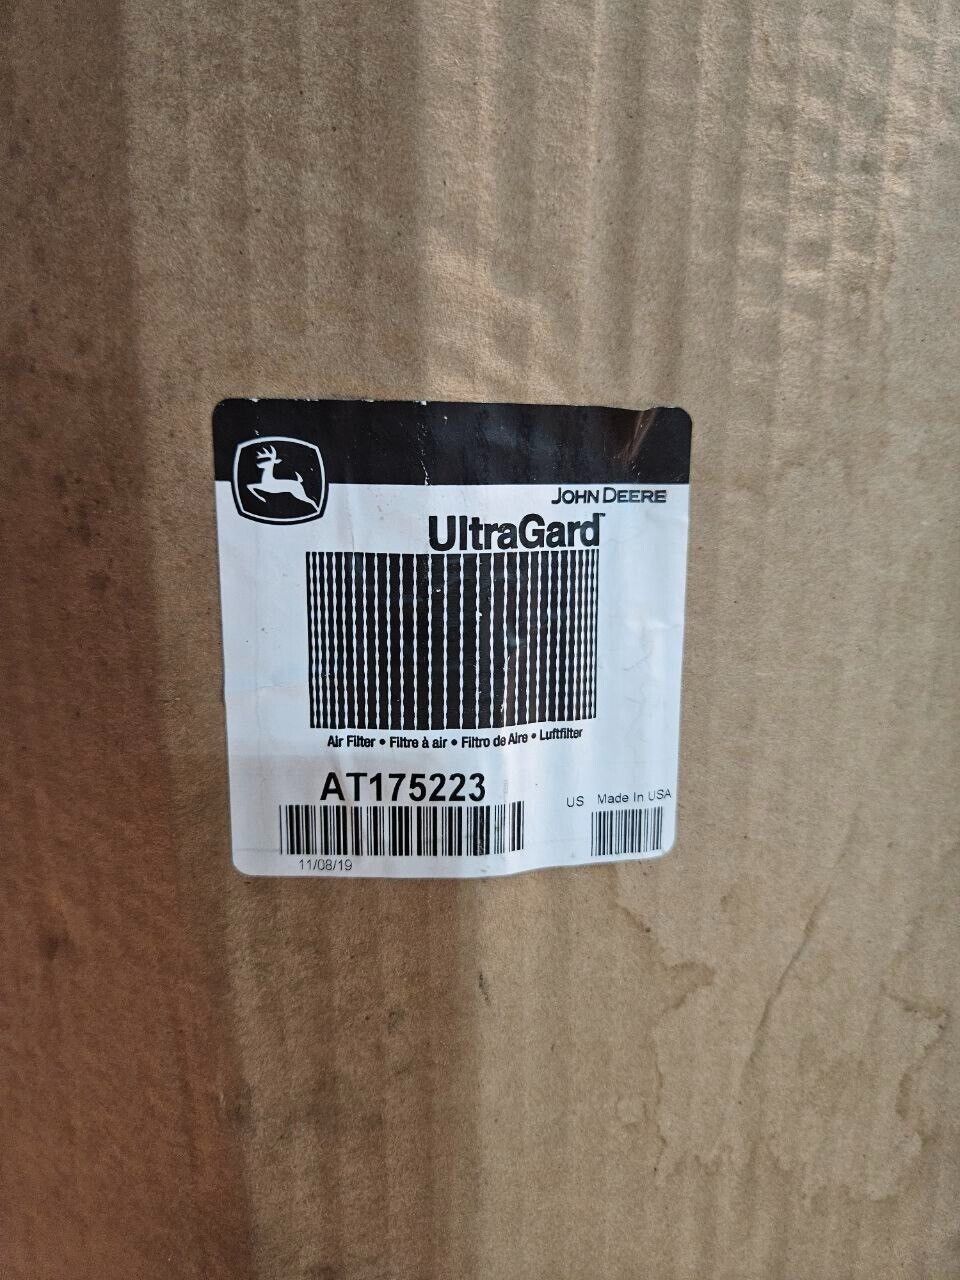 JOHN DEERE
UltraGard™
Air Filter • Filtre à air • Filtro de Aire • Luftfilter
AT175223
US Made In USA
11/08/19